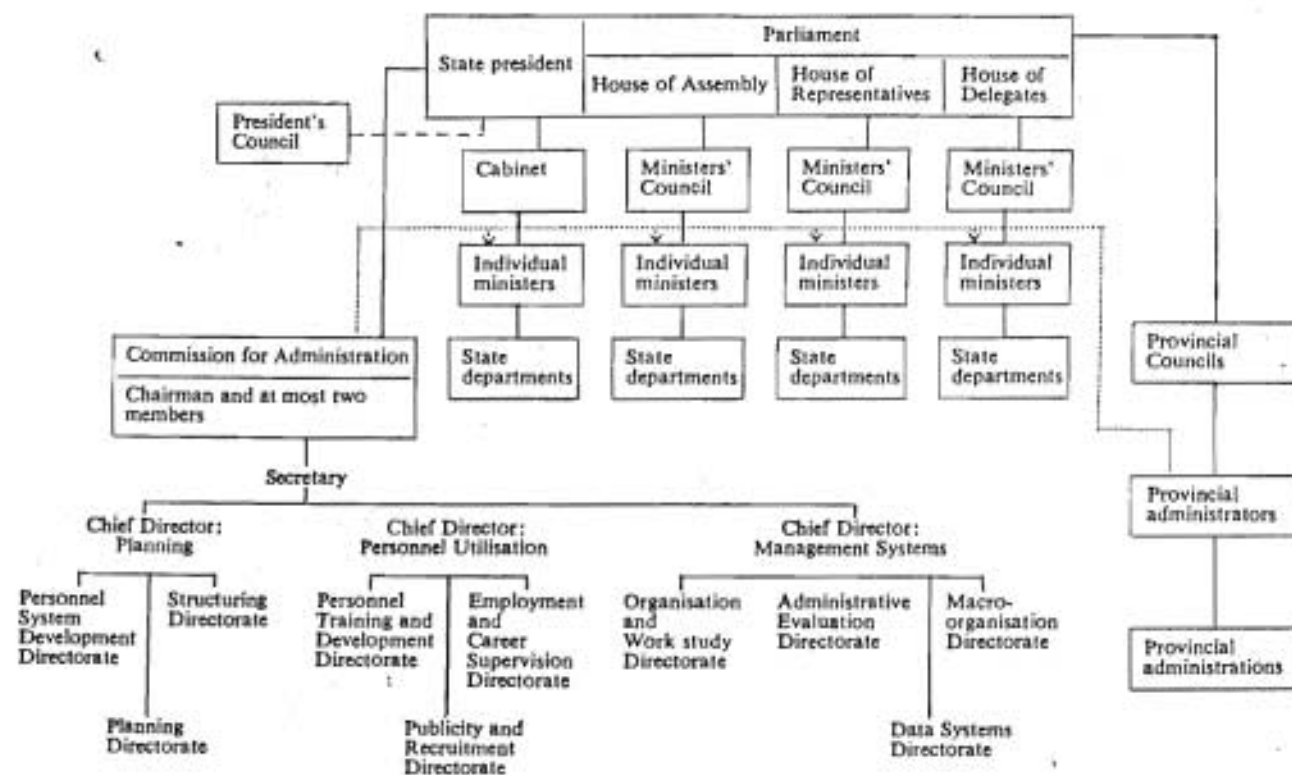 Parliament
State president
House of Assembly
House of
Representatives
House of
Delegates
President's
Council
Cabinet
Ministers'
Council
Ministers'
Council
Ministers'
Council
Individual
ministers
Individual
ministers
Individual
ministers
Individual
ministers
Commission for Administration
Chairman and at most two
members
State
departments
State
departments
State
departments
State
departments
Provincial
Councils
Secretary
Provincial
administrators
Chief Director:
Planning
Chief Director:
Personnel Utilisation
Chief Director:
Management Systems
Personnel
System
Development
Directorate
Structuring
Directorate
Personnel
Training and
Development
Directorate
Employment
and
Career
Supervision
Directorate
Organisation
and
Work study
Directorate
Administrative
Evaluation
Directorate
Macro-
organisation
Directorate
Provincial
administrations
Planning
Directorate
Publicity and
Recruitment
Directorate
Data Systems
Directorate